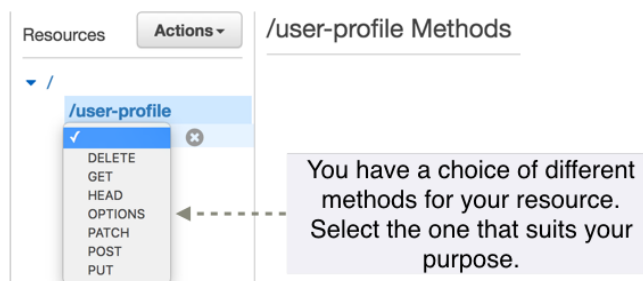 Resources
Actions
/user-profile Methods
/
/user-profile
DELETE
GET
HEAD
OPTIONS
PATCH
POST
PUT
You have a choice of different
methods for your resource.
Select the one that suits your
purpose.